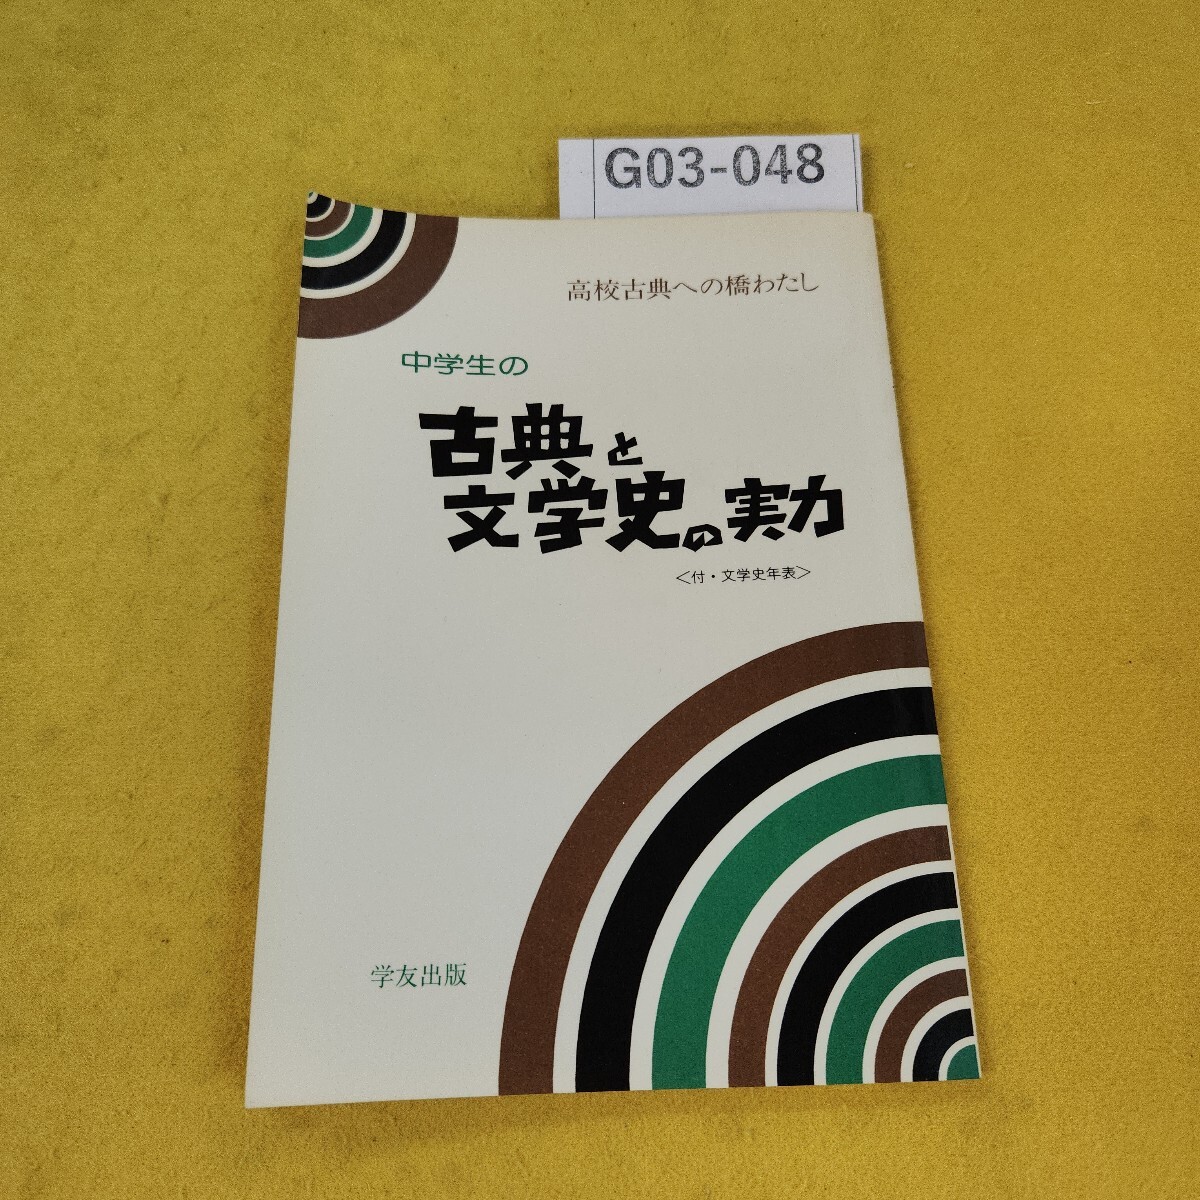 G03-048
高校古典への橋わたし
中学生の
古典と
文学史の実力
<付・文学史年表>
学友出版